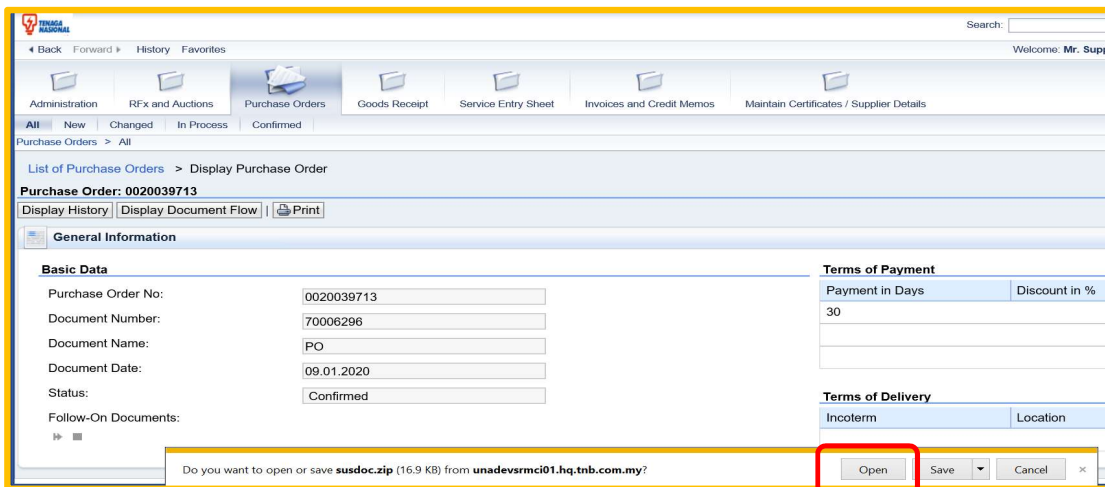 TENAGA
NASIONAL
Search:
Back Forward History Favorites
Welcome: Mr. Supp
Administration RFx and Auctions Purchase Orders Goods Receipt Service Entry Sheet Invoices and Credit Memos Maintain Certificates / Supplier Details
All New Changed In Process Confirmed
Purchase Orders > All
List of Purchase Orders > Display Purchase Order
Purchase Order: 0020039713
Display History Display Document Flow | Print
General Information
Basic Data
Purchase Order No: 0020039713
Document Number: 70006296
Document Name: PO
Document Date: 09.01.2020
Status: Confirmed
Follow-On Documents:
Terms of Payment
Payment in Days Discount in %
30
Terms of Delivery
Incoterm Location
Do you want to open or save susdoc.zip (16.9 KB) from unadevsrmci01.hq.tnb.com.my?
Open Save Cancel ×